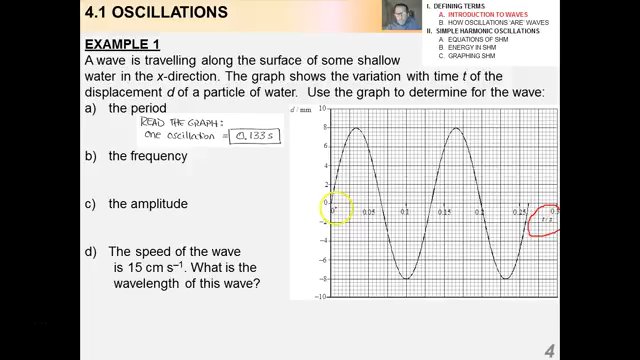 4.1 OSCILLATIONS
I. DEFINING TERMS
A. INTRODUCTION TO WAVES
B. HOW OSCILLATIONS 'ARE' WAVES
II. SIMPLE HARMONIC OSCILLATIONS
A. EQUATIONS OF SHM
B. ENERGY IN SHM
C. GRAPHING SHM
EXAMPLE 1
A wave is travelling along the surface of some shallow
water in the x-direction. The graph shows the variation with time t of the
displacement d of a particle of water. Use the graph to determine for the wave:
a) the period
READ THE GRAPH:
one oscillation = 0.133 s
b) the frequency
c) the amplitude
d) The speed of the wave
is 15 cm s⁻¹. What is the
wavelength of this wave?
d / mm
10
8
6
4
2
0
−2
−4
−6
−8
−10
0 0.05 0.1 0.15 0.2 0.25 0.3
t / s
4